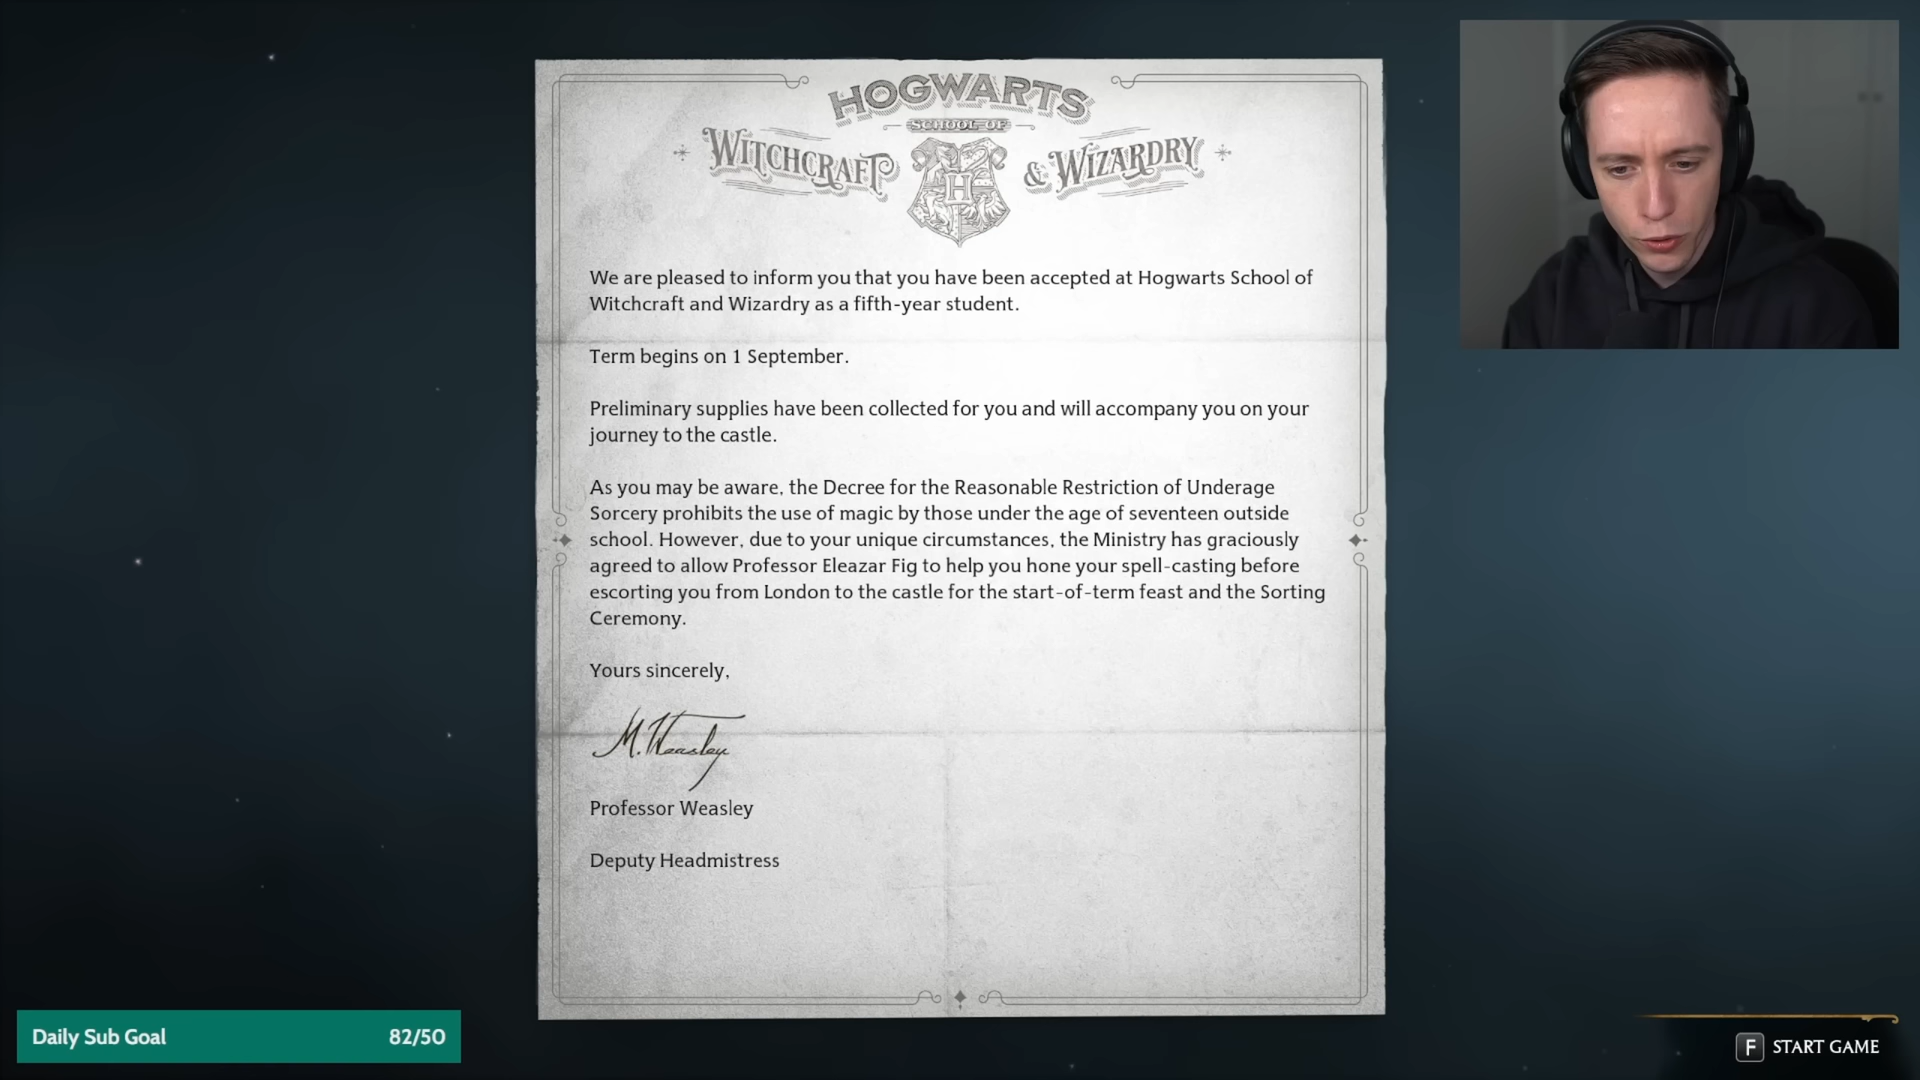 HOGWARTS
SCHOOL OF
WITCHCRAFT & WIZARDRY
H
We are pleased to inform you that you have been accepted at Hogwarts School of
Witchcraft and Wizardry as a fifth-year student.
Term begins on 1 September.
Preliminary supplies have been collected for you and will accompany you on your
journey to the castle.
As you may be aware, the Decree for the Reasonable Restriction of Underage
Sorcery prohibits the use of magic by those under the age of seventeen outside
school. However, due to your unique circumstances, the Ministry has graciously
agreed to allow Professor Eleazar Fig to help you hone your spell-casting before
escorting you from London to the castle for the start-of-term feast and the Sorting
Ceremony.
Yours sincerely,
M. Weasley
Professor Weasley
Deputy Headmistress
Daily Sub Goal 82/50
F START GAME